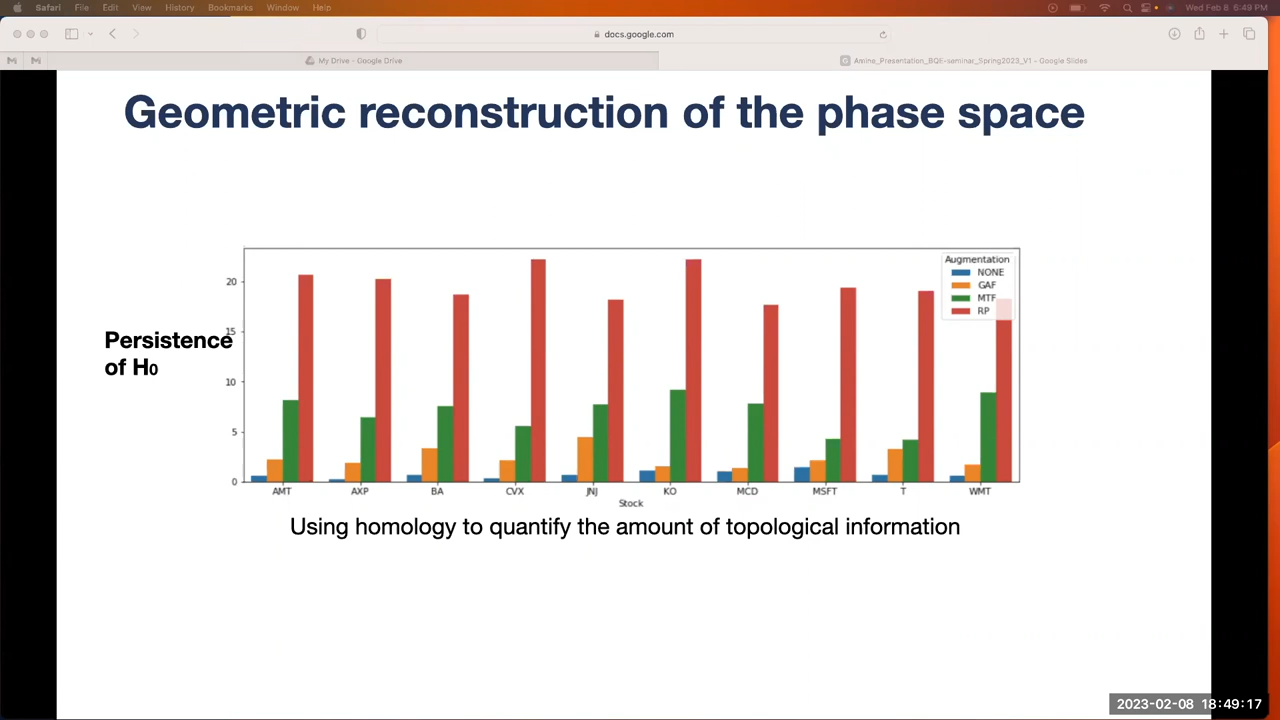 Safari File Edit View History Bookmarks Window Help Wed Feb 8 6:49 PM
docs.google.com
My Drive - Google Drive
Amine_Presentation_BQE-seminar_Spring2023_V1 - Google Slides
Geometric reconstruction of the phase space
Persistence
of H₀
20
15
10
5
0
Augmentation
NONE
GAF
MTF
RP
AMT AXP BA CVX JNJ KO MCD MSFT T WMT
Stock
Using homology to quantify the amount of topological information
2023-02-08 18:49:17